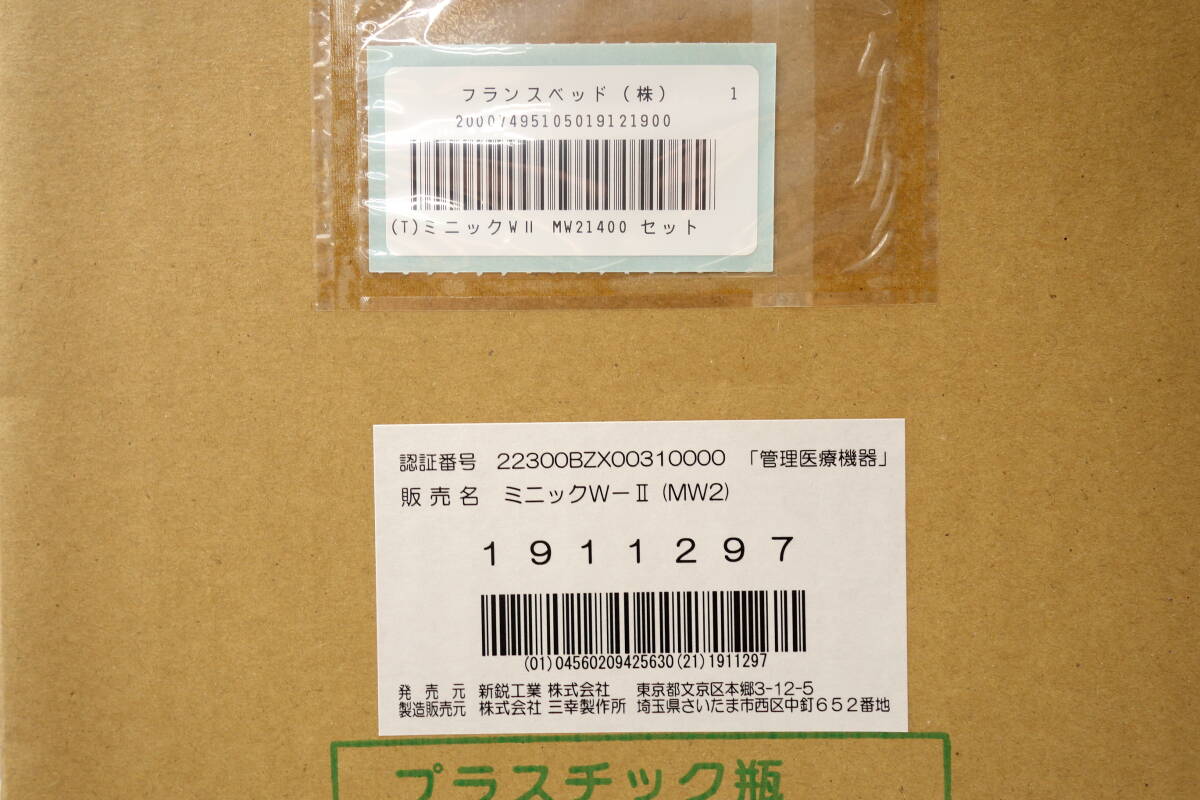 フランスベッド(株) 1
20007495105019121900
(T)ミニックWⅡ MW21400 セット
認証番号 22300BZX00310000 「管理医療機器」
販売名 ミニックW-Ⅱ (MW2)
1911297
(01)04560209425630(21)1911297
発売元 新鋭工業 株式会社 東京都文京区本郷3-12-5
製造販売元 株式会社 三幸製作所 埼玉県さいたま市西区中釘652番地
プラスチック瓶